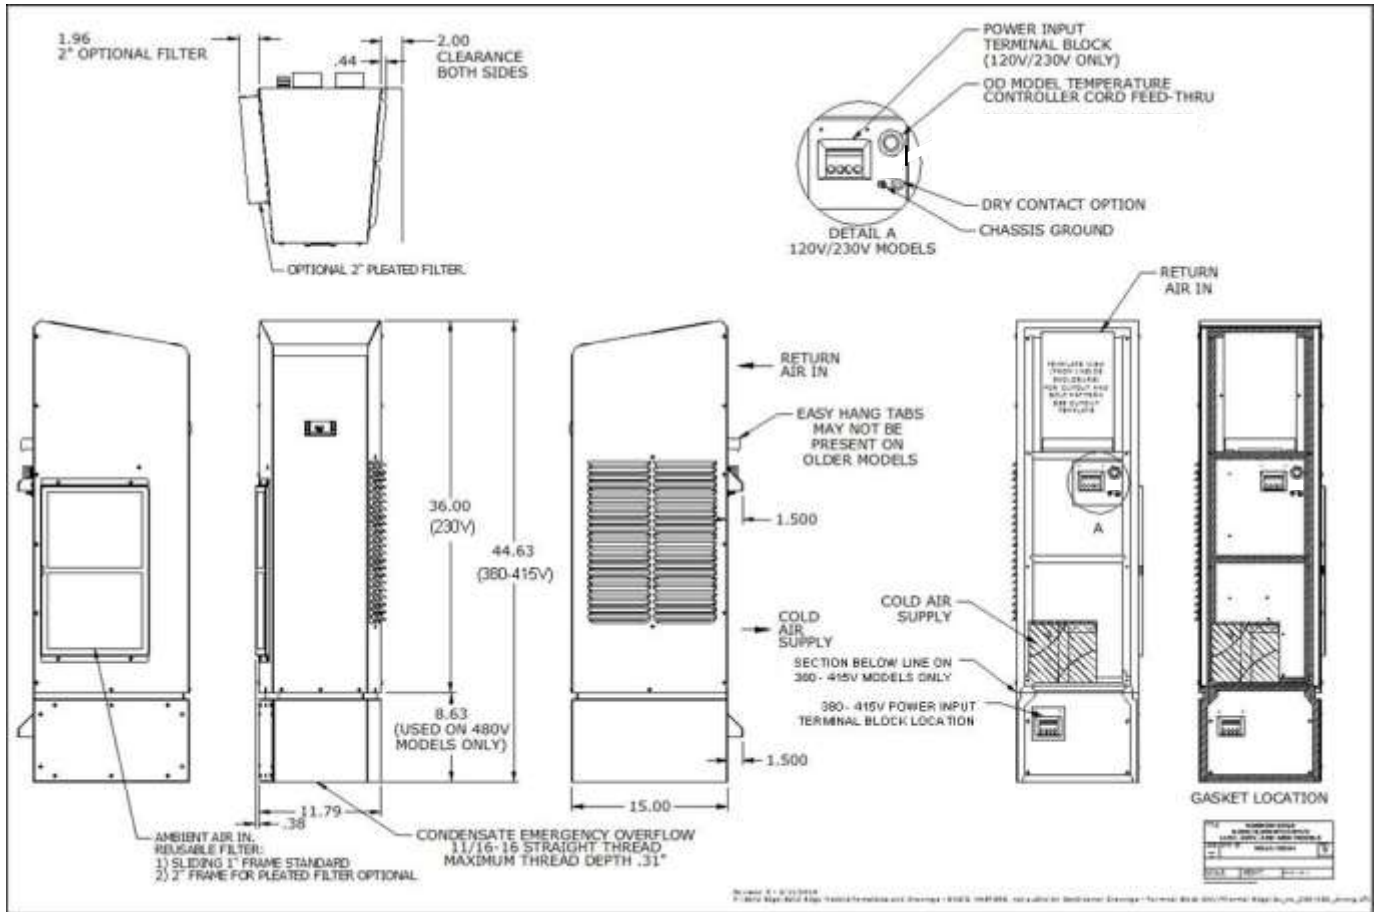 1.96
2" OPTIONAL FILTER
.44
2.00
CLEARANCE
BOTH SIDES
OPTIONAL 2" PLEATED FILTER.
POWER INPUT
TERMINAL BLOCK
(120V/230V ONLY)
OD MODEL TEMPERATURE
CONTROLLER CORD FEED-THRU
DRY CONTACT OPTION
CHASSIS GROUND
DETAIL A
120V/230V MODELS
RETURN
AIR IN
RETURN
AIR IN
EASY HANG TABS
MAY NOT BE
PRESENT ON
OLDER MODELS
36.00
(230V)
44.63
(380-415V)
1.500
A
COLD AIR
SUPPLY
COLD
AIR
SUPPLY
SECTION BELOW LINE ON
380- 415V MODELS ONLY
380- 415V POWER INPUT
TERMINAL BLOCK LOCATION
8.63
(USED ON 480V
MODELS ONLY)
1.500
11.79
.38
15.00
GASKET LOCATION
AMBIENT AIR IN.
REUSABLE FILTER:
1) SLIDING 1" FRAME STANDARD
2) 2" FRAME FOR PLEATED FILTER OPTIONAL
CONDENSATE EMERGENCY OVERFLOW
11/16-16 STRAIGHT THREAD
MAXIMUM THREAD DEPTH .31"